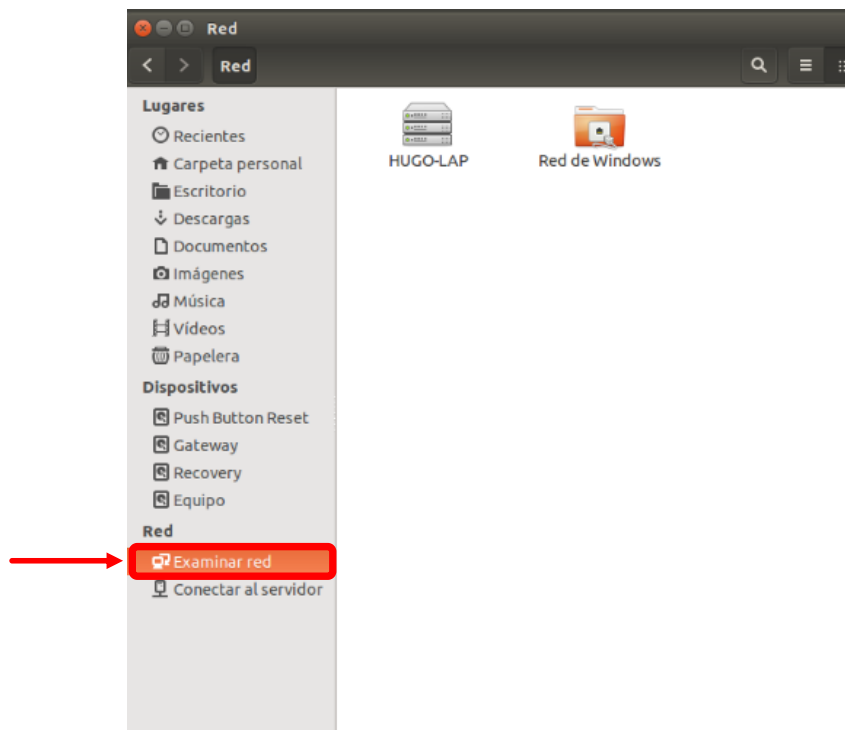 Red
Red
Lugares
Recientes
Carpeta personal
Escritorio
Descargas
Documentos
Imágenes
Música
Vídeos
Papelera
Dispositivos
Push Button Reset
Gateway
Recovery
Equipo
Red
Examinar red
Conectar al servidor
HUGO-LAP
Red de Windows